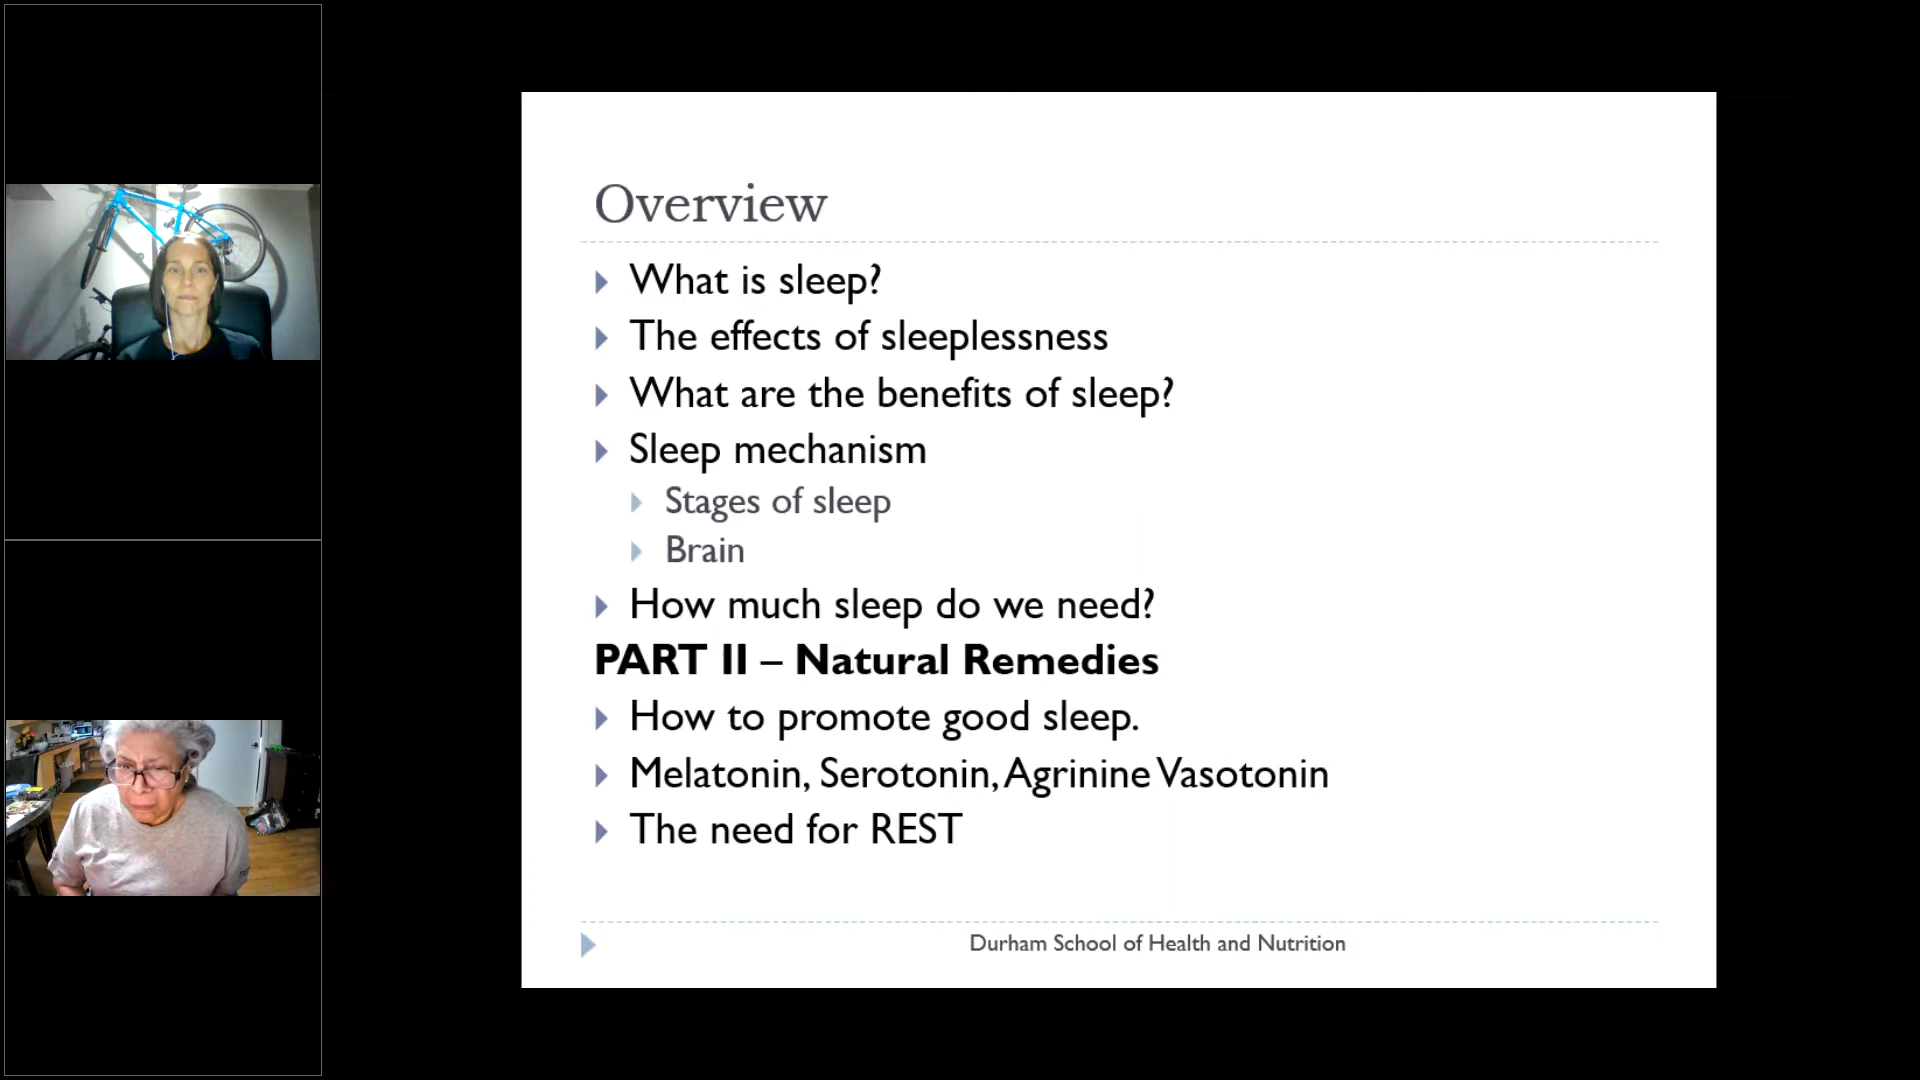 Overview
What is sleep?
The effects of sleeplessness
What are the benefits of sleep?
Sleep mechanism
Stages of sleep
Brain
How much sleep do we need?
PART II – Natural Remedies
How to promote good sleep.
Melatonin, Serotonin, Agrinine Vasotonin
The need for REST
Durham School of Health and Nutrition